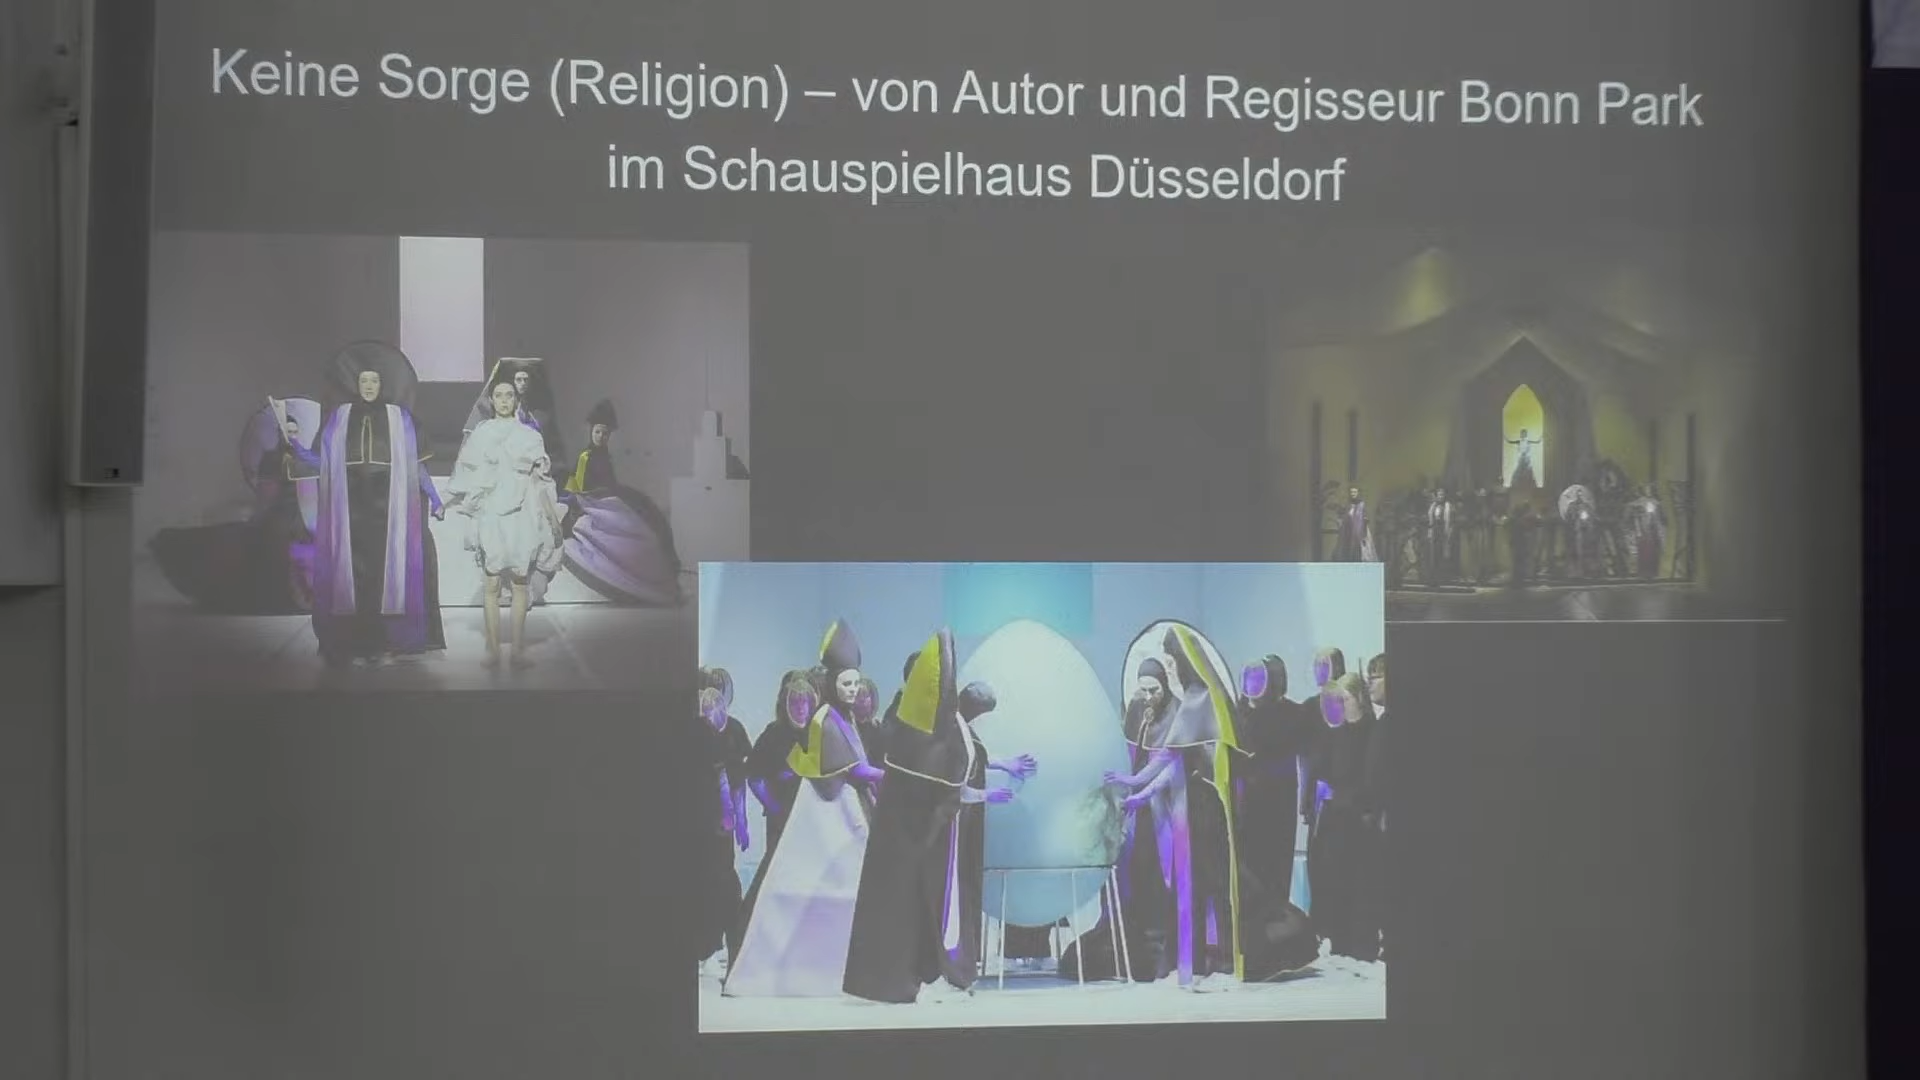 Keine Sorge (Religion) – von Autor und Regisseur Bonn Park
im Schauspielhaus Düsseldorf